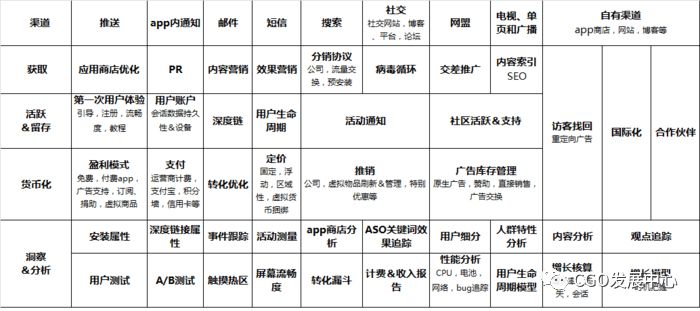 渠道
推送
app内通知
邮件
短信
搜索
社交
社交网站，博客
、平台，论坛
网盟
电视、单
页和广播
自有渠道
app商店，网站，博客等
获取
应用商店优化
PR
内容营销
效果营销
分销协议
公司，流量交
换，预安装
病毒循环
交差推广
内容索引
SEO
访客找回
重定向广告
国际化
合作伙伴
活跃
＆留存
第一次用户体验
引导，注册，流畅
度，教程
用户账户
会话数据持久
性&设备
深度链
用户生命
周期
活动通知
社区活跃＆支持
货币化
盈利模式
免费，付费app，
广告支持，订阅、
捐助，虚拟商品
支付
运营商计费，
支付宝，积分
墙，信用卡等
转化优化
定价
固定，浮
动，区域
性，虚拟货
币捆绑
推销
公司，虚拟物品刷新＆管理，特别
优惠等
广告库存管理
原生广告，赞助，直接销售，
广告交换
洞察
＆分析
安装属性
深度链接属
性
事件跟踪
活动测量
app商店分
析
ASO关键词效
果追踪
用户细分
人群特性分
析
内容分析
观点追踪
用户测试
A/B测试
触摸热区
屏幕流畅
度
转化漏斗
计费＆收入报
告
性能分析
CPU，电池，
网络，bug追踪
用户生命
周期模型
增长核算
关，会话
增长模型
CGO发展中心